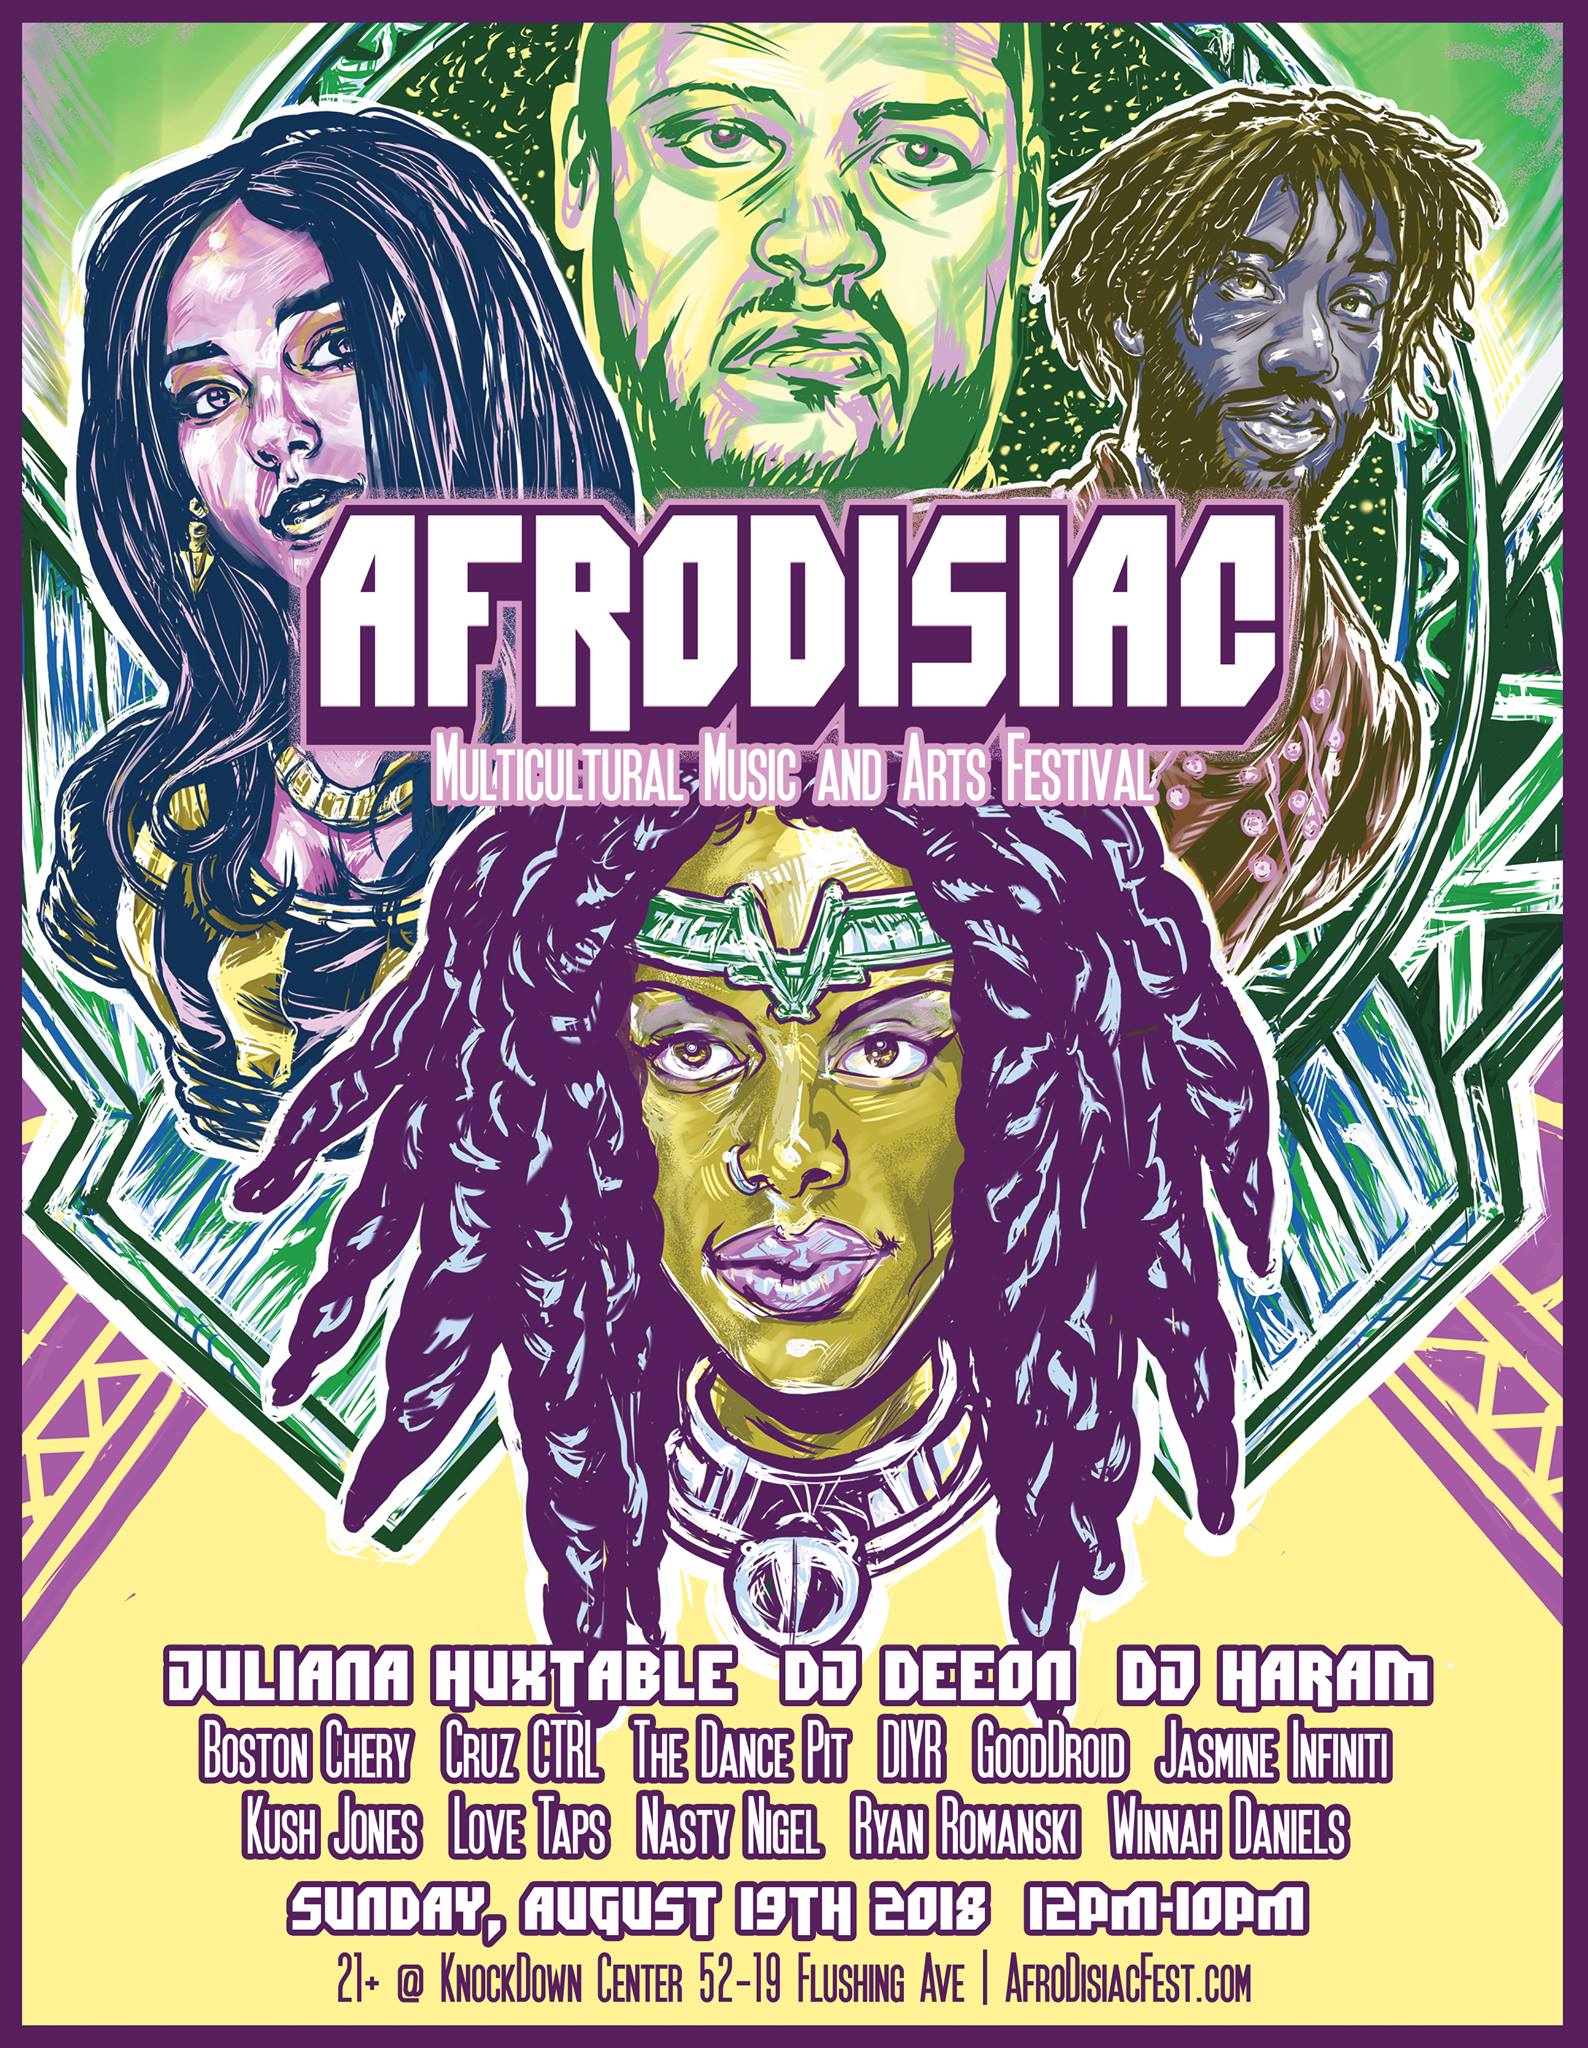 AFRODISIAC
Multicultural Music and Arts Festival
JULIANA HUXTABLE DJ DEEON DJ HARAM
Boston Chery Cruz CTRL The Dance Pit DIYR GoodDroid Jasmine Infiniti
Kush Jones Love Taps Nasty Nigel Ryan Romanski Winnah Daniels
SUNDAY, AUGUST 19TH 2018 12PM-10PM
21+ @ KnockDown Center 52-19 Flushing Ave | AfroDisiacFest.com